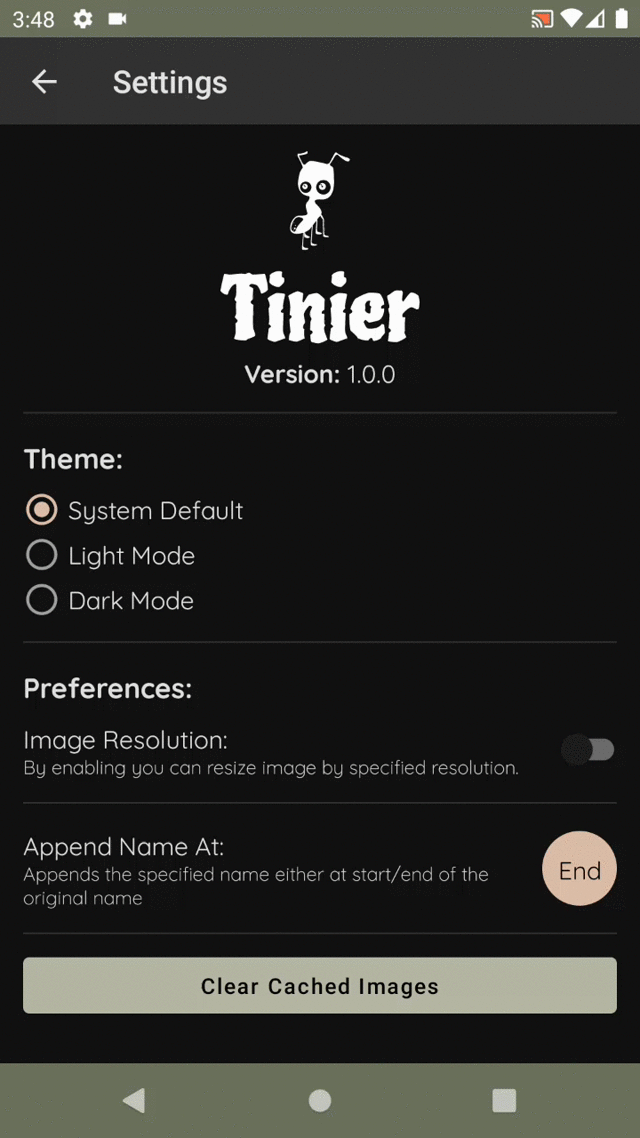 3:48
Settings
Tinier
Version: 1.0.0
Theme:
System Default
Light Mode
Dark Mode
Preferences:
Image Resolution:
By enabling you can resize image by specified resolution.
Append Name At:
Appends the specified name either at start/end of the
original name
End
Clear Cached Images